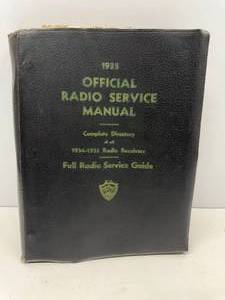 1935
OFFICIAL
RADIO SERVICE
MANUAL
Complete Directory
of all
1934-1935 Radio Receivers
Full Radio Service Guide